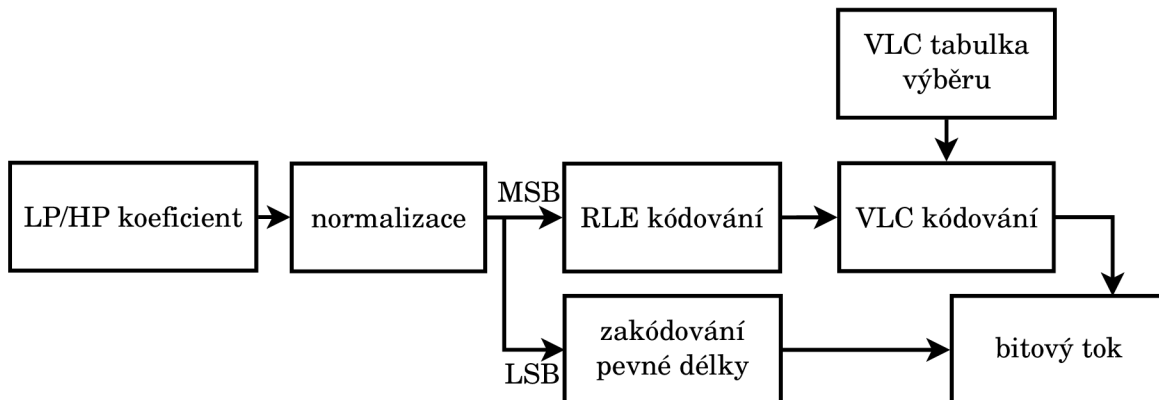 VLC tabulka
výběru
LP/HP koeficient
normalizace
MSB
RLE kódování
VLC kódování
LSB
zakódování
pevné délky
bitový tok